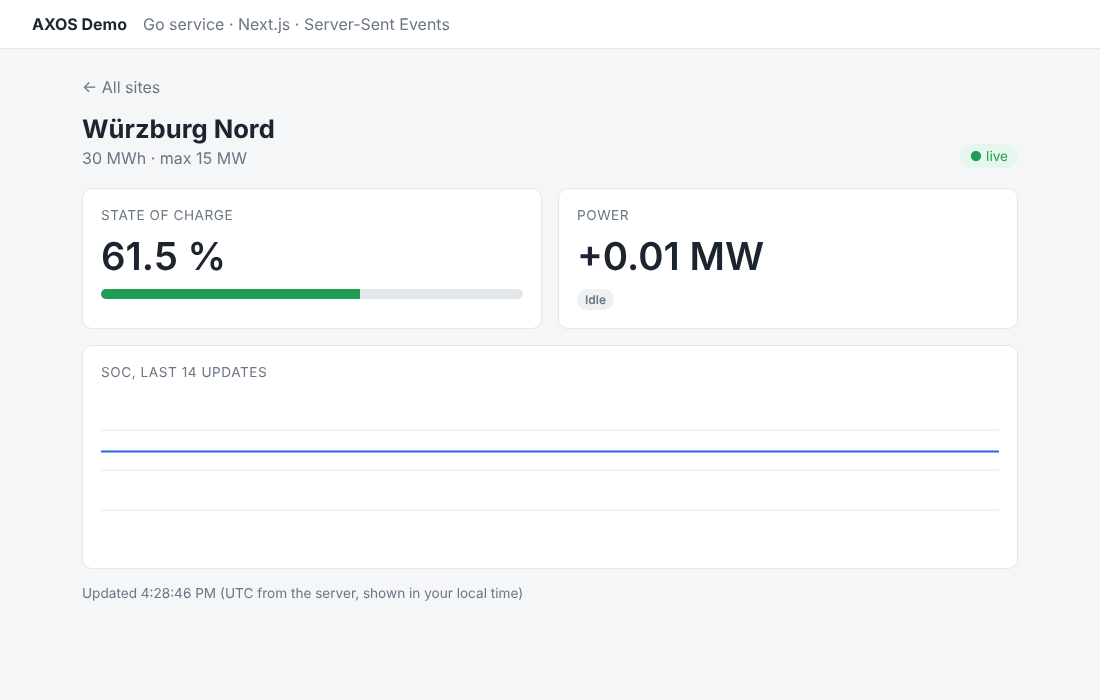 AXOS Demo Go service · Next.js · Server-Sent Events
← All sites
Würzburg Nord
30 MWh · max 15 MW
live
STATE OF CHARGE
61.5 %
POWER
+0.01 MW
Idle
SOC, LAST 14 UPDATES
Updated 4:28:46 PM (UTC from the server, shown in your local time)